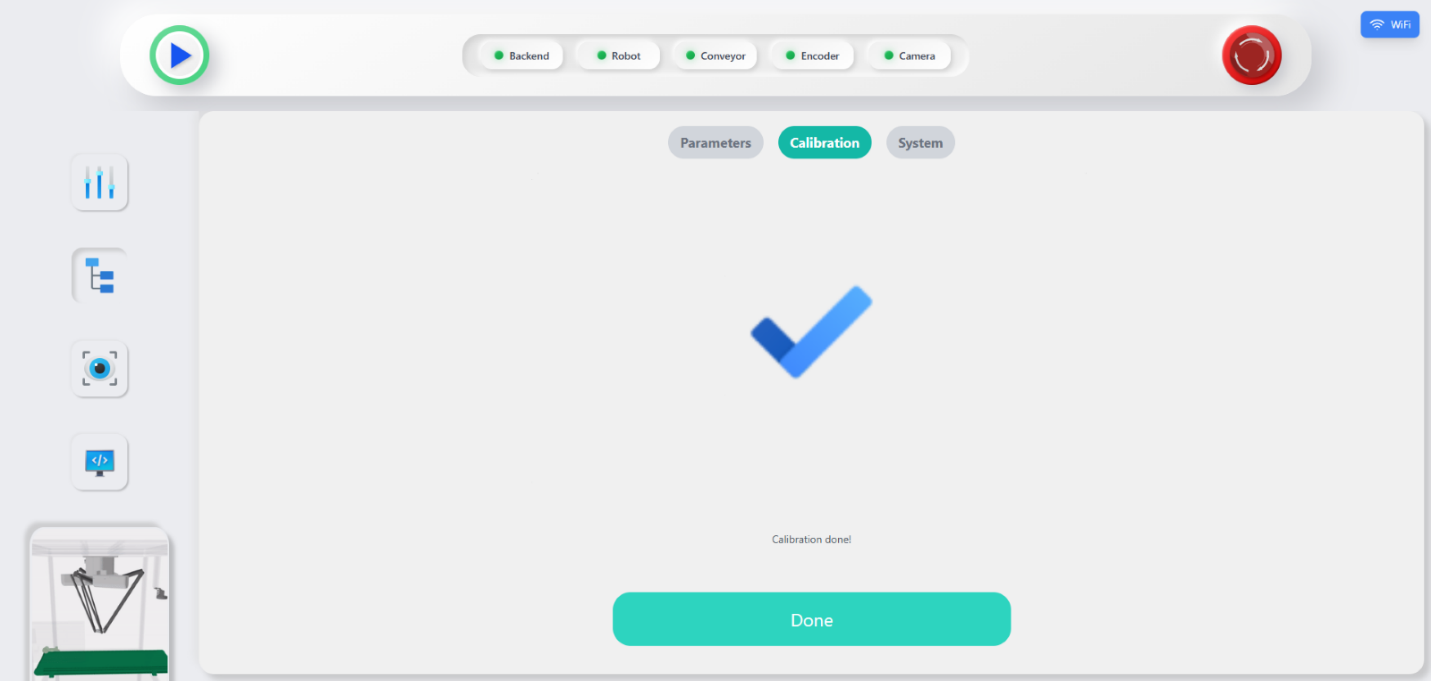 WiFi
Backend
Robot
Conveyor
Encoder
Camera
Parameters
Calibration
System
</>
Calibration done!
Done